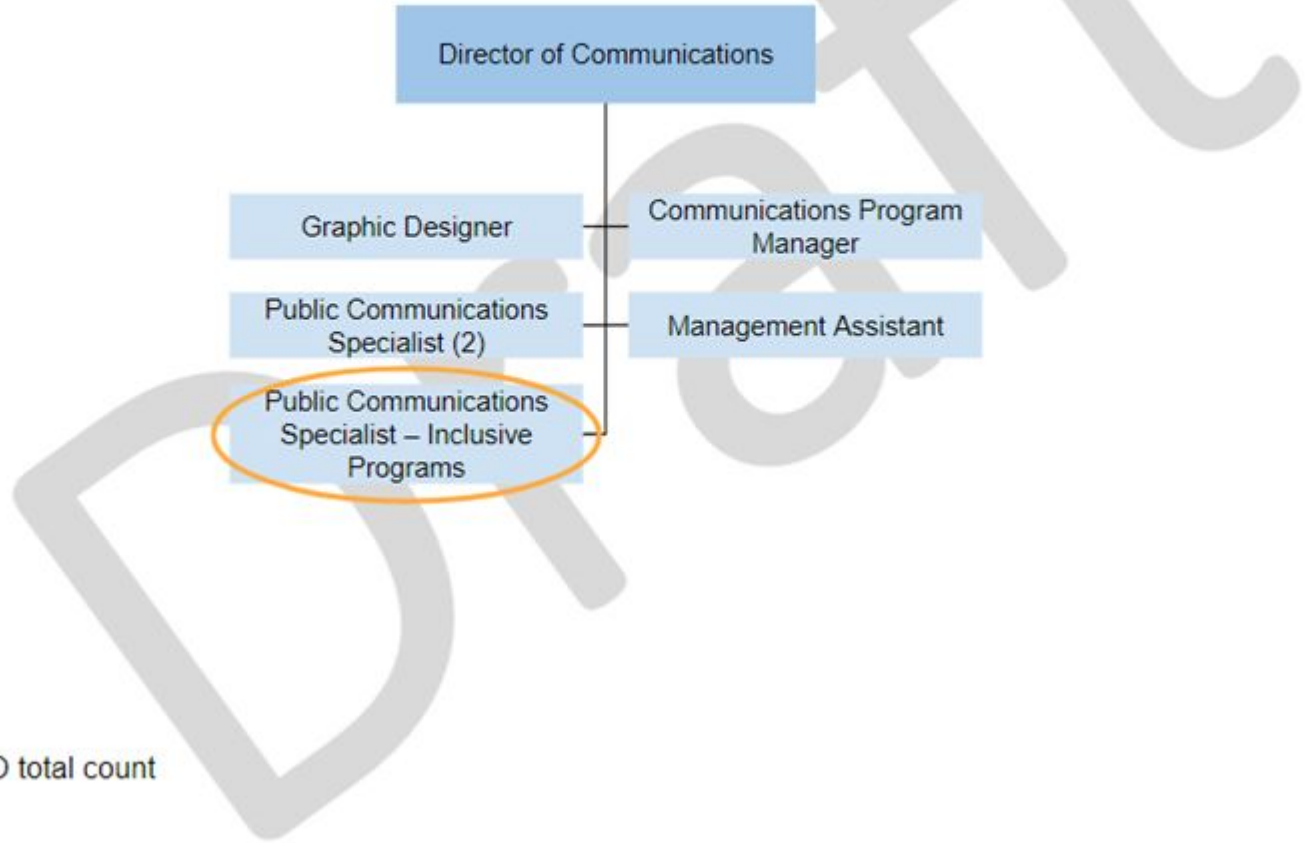 Director of Communications
Graphic Designer
Communications Program
Manager
Public Communications
Specialist (2)
Management Assistant
Public Communications
Specialist – Inclusive
Programs
total count
Draft